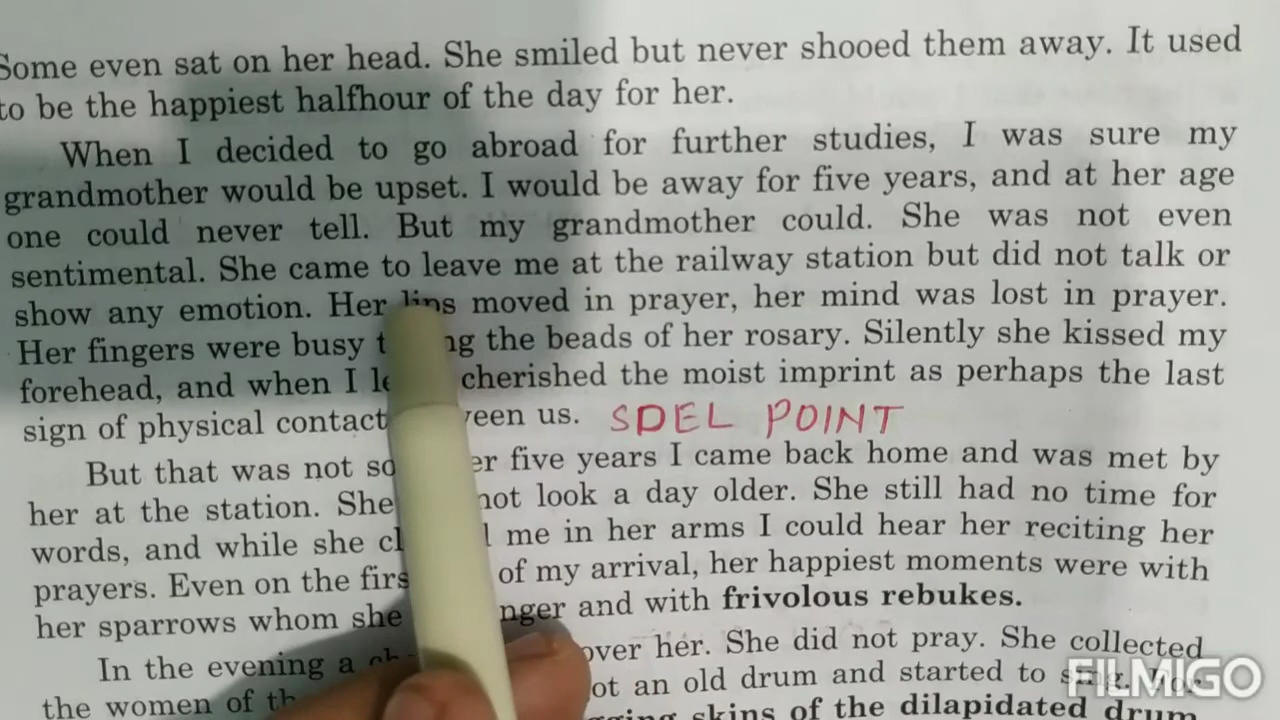 Some even sat on her head. She smiled but never shooed them away. It used
to be the happiest halfhour of the day for her.
When I decided to go abroad for further studies, I was sure my
grandmother would be upset. I would be away for five years, and at her age
one could never tell. But my grandmother could. She was not even
sentimental. She came to leave me at the railway station but did not talk or
show any emotion. Her lips moved in prayer, her mind was lost in prayer.
Her fingers were busy the beads of her rosary. Silently she kissed my
forehead, and when I cherished the moist imprint as perhaps the last
sign of physical contact us. SDEL POINT
But that was not so five years I came back home and was met by
her at the station. She not look a day older. She still had no time for
words, and while she me in her arms I could hear her reciting her
prayers. Even on the first of my arrival, her happiest moments were with
her sparrows whom she and with frivolous rebukes.
In the evening a over her. She did not pray. She collected
the women of an old drum and started to sing.
skins of the dilapidated drum
FILMIGO